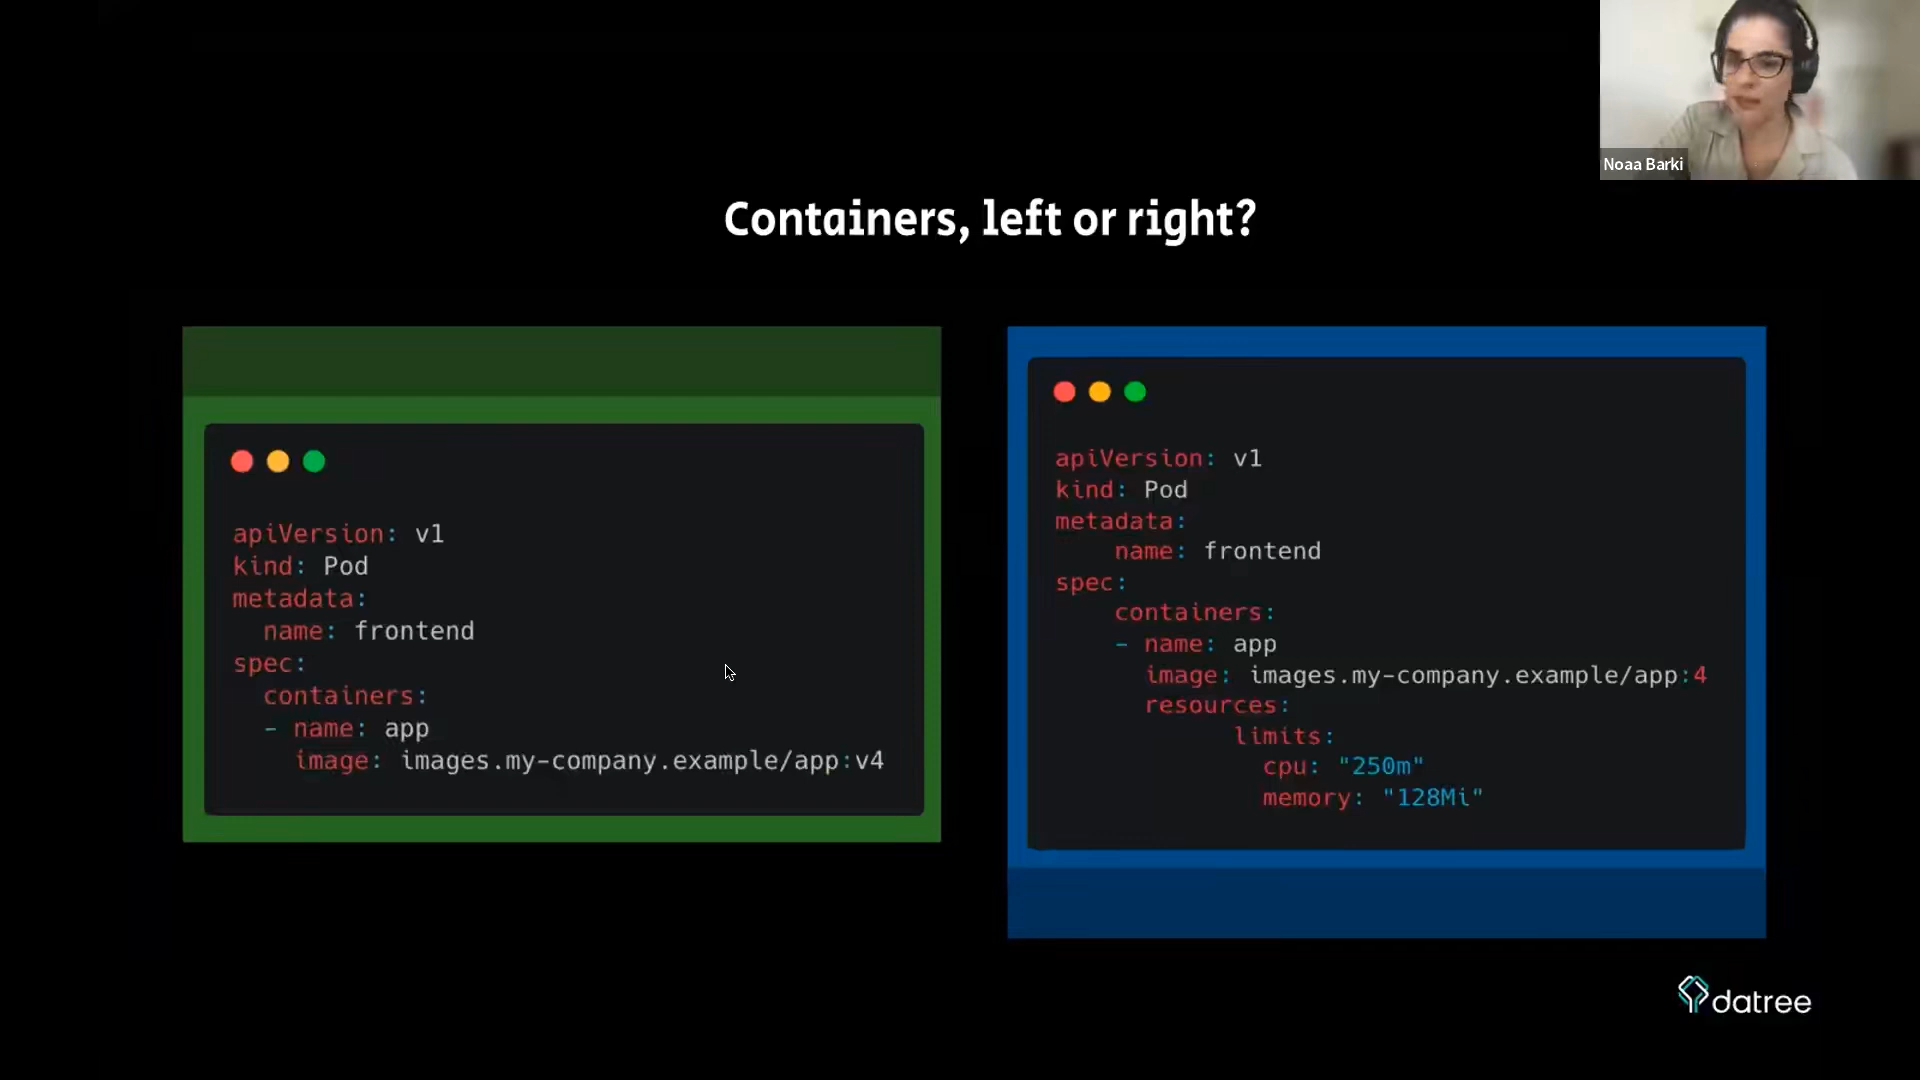 Noaa Barki
Containers, left or right?
apiVersion: v1
kind: Pod
metadata:
  name: frontend
spec:
  containers:
  - name: app
    image: images.my-company.example/app:v4
apiVersion: v1
kind: Pod
metadata:
    name: frontend
spec:
    containers:
    - name: app
      image: images.my-company.example/app:4
      resources:
            limits:
              cpu: "250m"
              memory: "128Mi"
datree